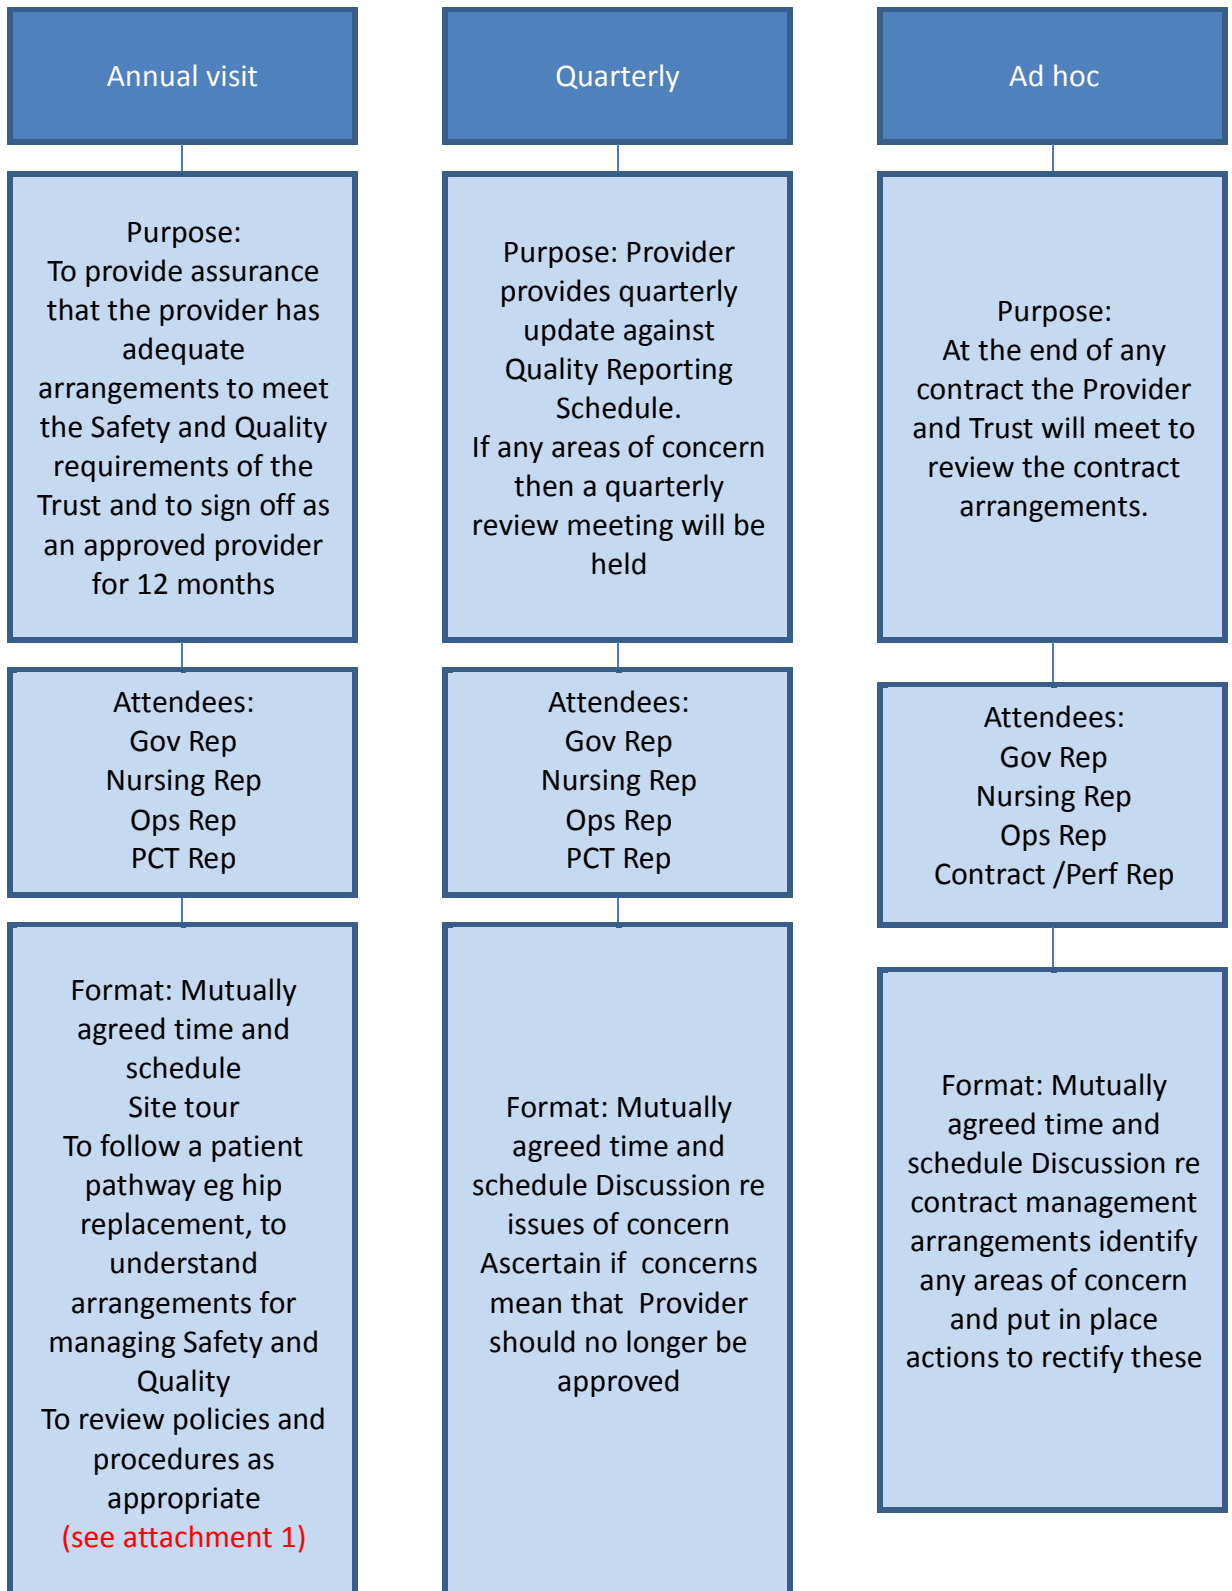 Annual visit
Purpose:
To provide assurance
that the provider has
adequate
arrangements to meet
the Safety and Quality
requirements of the
Trust and to sign off as
an approved provider
for 12 months
Attendees:
Gov Rep
Nursing Rep
Ops Rep
PCT Rep
Format: Mutually
agreed time and
schedule
Site tour
To follow a patient
pathway eg hip
replacement, to
understand
arrangements for
managing Safety and
Quality
To review policies and
procedures as
appropriate
(see attachment 1)
Quarterly
Purpose: Provider
provides quarterly
update against
Quality Reporting
Schedule.
If any areas of concern
then a quarterly
review meeting will be
held
Attendees:
Gov Rep
Nursing Rep
Ops Rep
PCT Rep
Format: Mutually
agreed time and
schedule Discussion re
issues of concern
Ascertain if  concerns
mean that  Provider
should no longer be
approved
Ad hoc
Purpose:
At the end of any
contract the Provider
and Trust will meet to
review the contract
arrangements.
Attendees:
Gov Rep
Nursing Rep
Ops Rep
Contract /Perf Rep
Format: Mutually
agreed time and
schedule Discussion re
contract management
arrangements identify
any areas of concern
and put in place
actions to rectify these